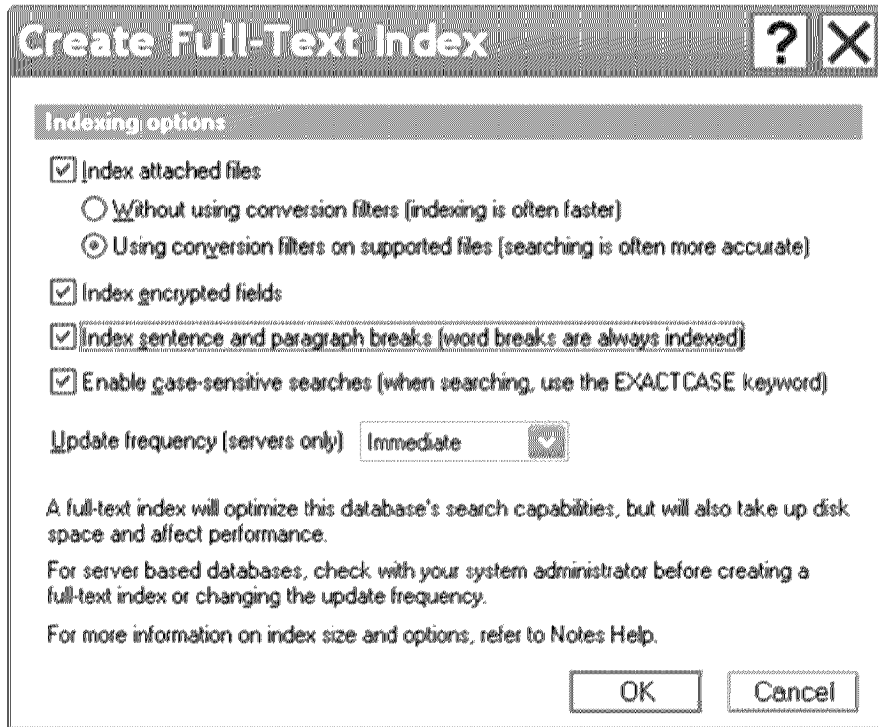 Create Full-Text Index
Indexing options
Index attached files
Without using conversion filters (indexing is often faster)
Using conversion filters on supported files (searching is often more accurate)
Index encrypted fields
Index sentence and paragraph breaks (word breaks are always indexed)
Enable case-sensitive searches (when searching, use the EXACTCASE keyword)
Update frequency (servers only) Immediate
A full-text index will optimize this database's search capabilities, but will also take up disk
space and affect performance.
For server based databases, check with your system administrator before creating a
full-text index or changing the update frequency.
For more information on index size and options, refer to Notes Help.
OK Cancel